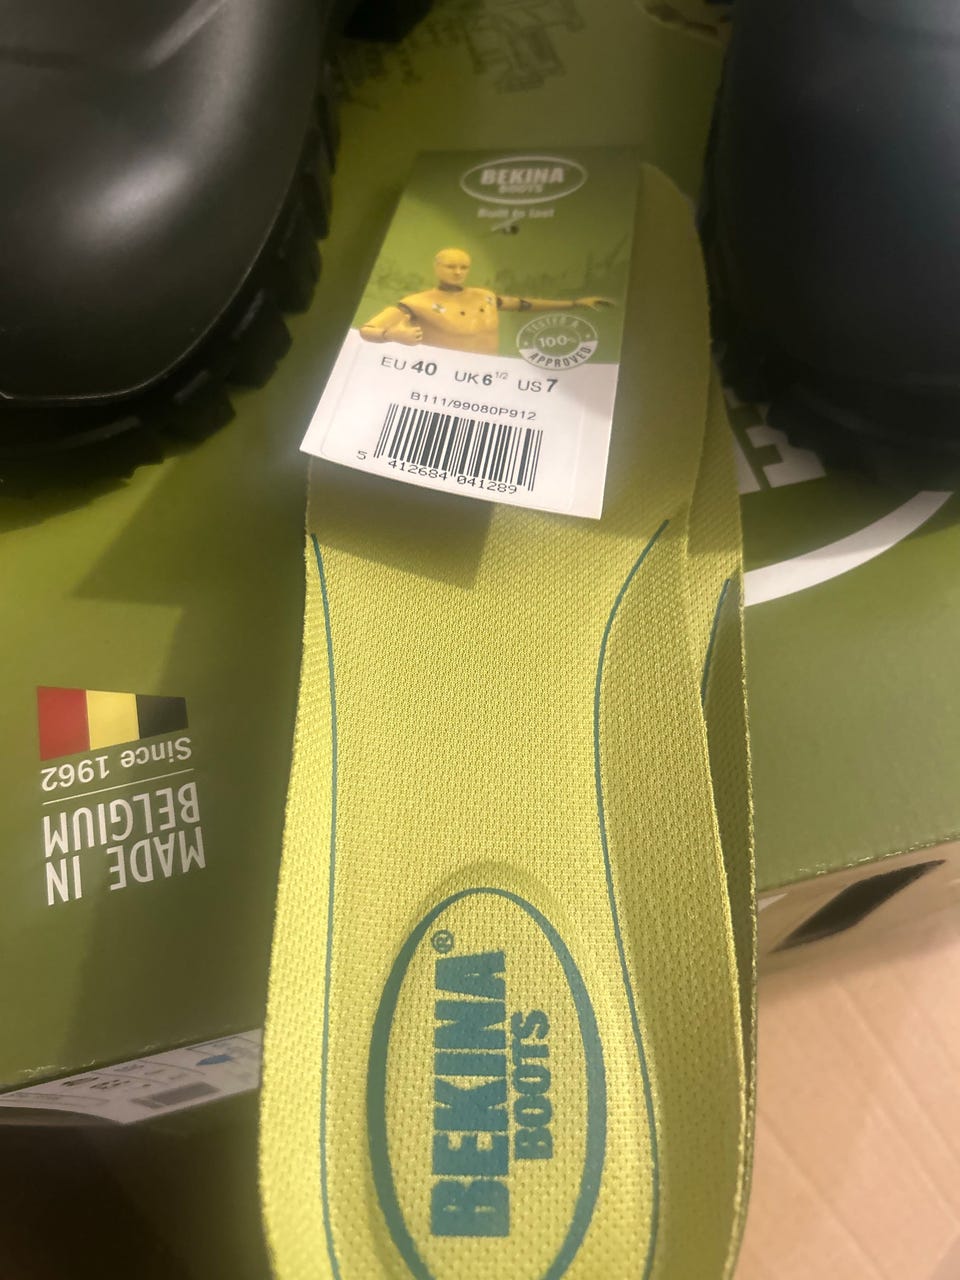 BEKINA
BOOTS
Built to last
TESTED &
100%
APPROVED
EU 40 UK 6 1/2 US 7
B111/99080P912
5 412684 041289
MADE IN
BELGIUM
Since 1962
BEKINA®
BOOTS